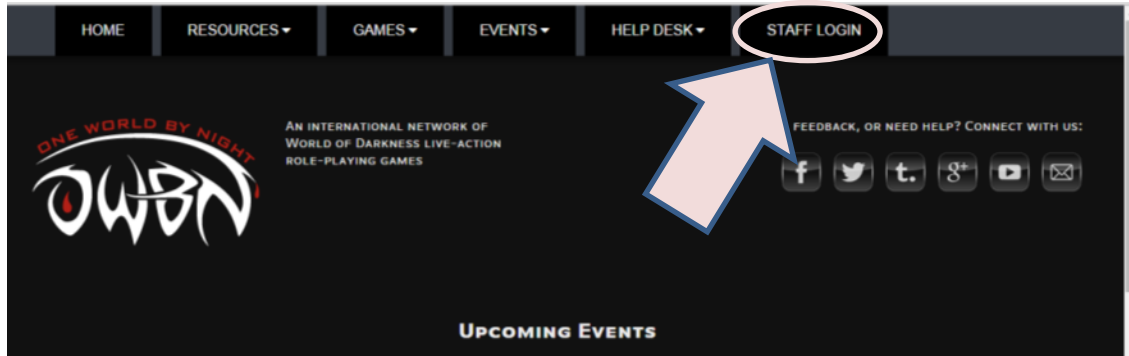 HOME RESOURCES GAMES EVENTS HELP DESK STAFF LOGIN
ONE WORLD BY NIGHT
OWBN
AN INTERNATIONAL NETWORK OF
WORLD OF DARKNESS LIVE-ACTION
ROLE-PLAYING GAMES
FEEDBACK, OR NEED HELP? CONNECT WITH US:
f t. g+
UPCOMING EVENTS